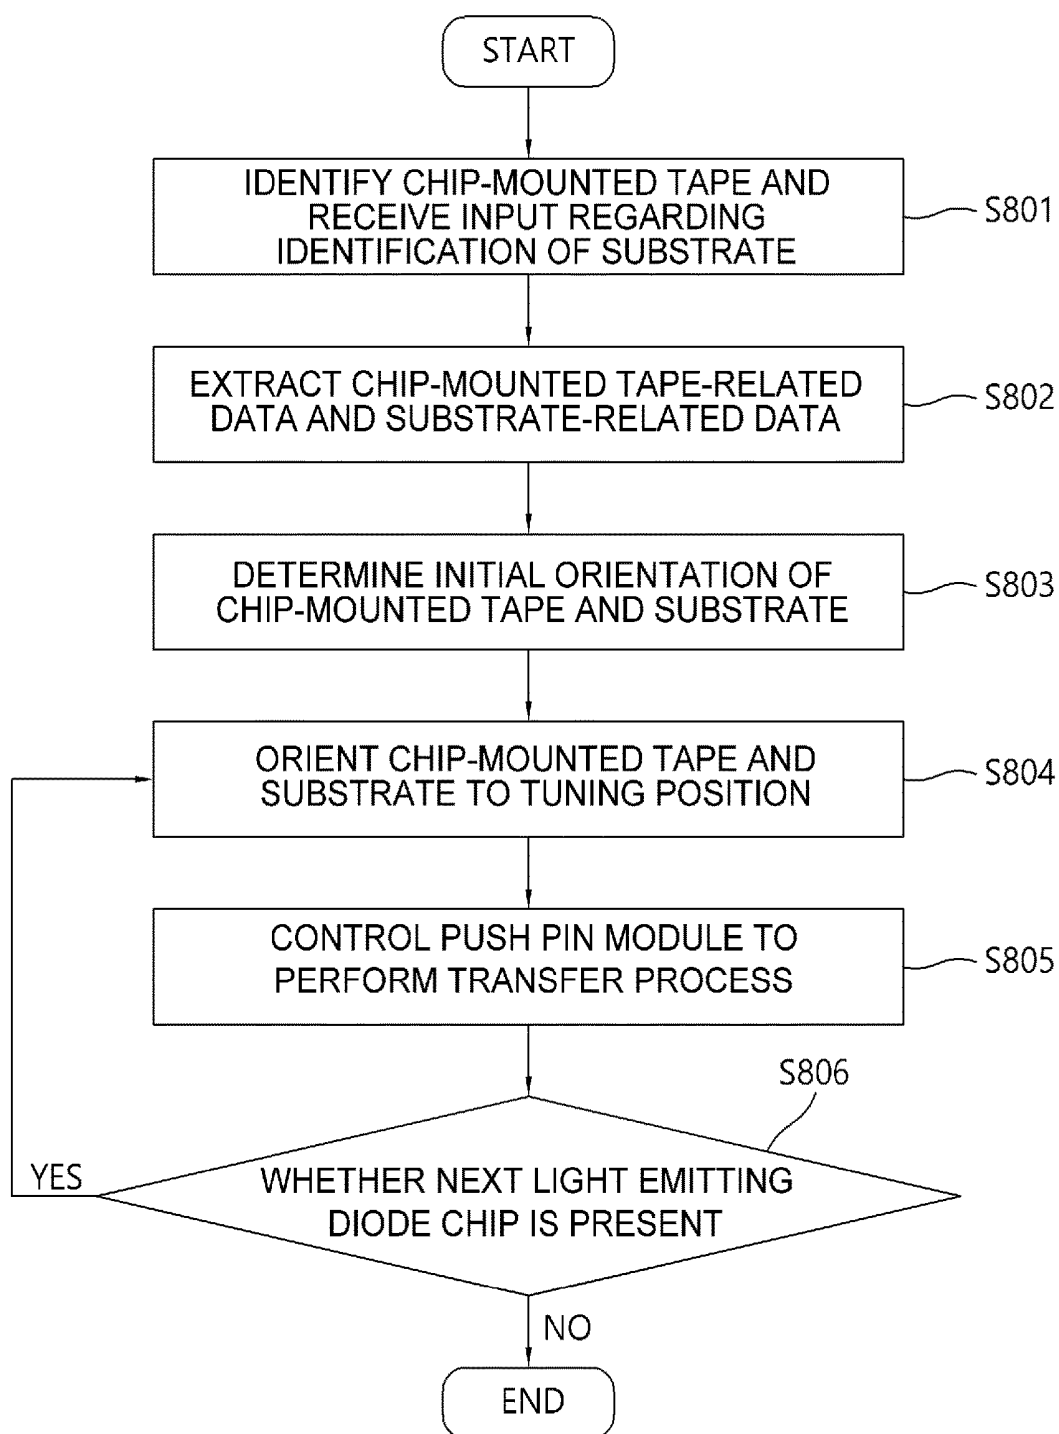 START
IDENTIFY CHIP-MOUNTED TAPE AND
RECEIVE INPUT REGARDING
IDENTIFICATION OF SUBSTRATE
S801
EXTRACT CHIP-MOUNTED TAPE-RELATED
DATA AND SUBSTRATE-RELATED DATA
S802
DETERMINE INITIAL ORIENTATION OF
CHIP-MOUNTED TAPE AND SUBSTRATE
S803
ORIENT CHIP-MOUNTED TAPE AND
SUBSTRATE TO TUNING POSITION
S804
CONTROL PUSH PIN MODULE TO
PERFORM TRANSFER PROCESS
S805
S806
YES
WHETHER NEXT LIGHT EMITTING
DIODE CHIP IS PRESENT
NO
END